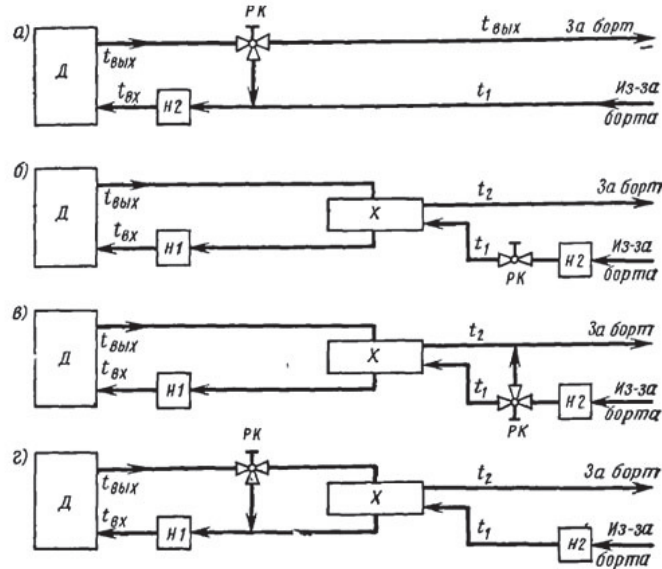 а) Д tвых РК tвых За борт
tвх Н2 t1 Из-за
борта
б) Д tвых Х t2 За борт
tвх Н1 t1 РК Н2 Из-за
борта
в) Д tвых Х t2 За борт
tвх Н1 t1 РК Н2 Из-за
борта
г) Д tвых РК Х t2 За борт
tвх Н1 t1 Н2 Из-за
борта